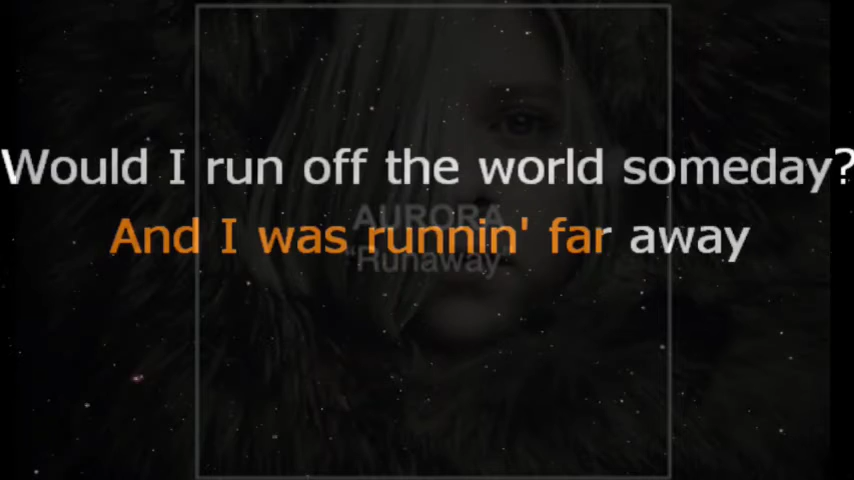 Would I run off the world someday?
And I was runnin' far away
AURORA
"Runaway"